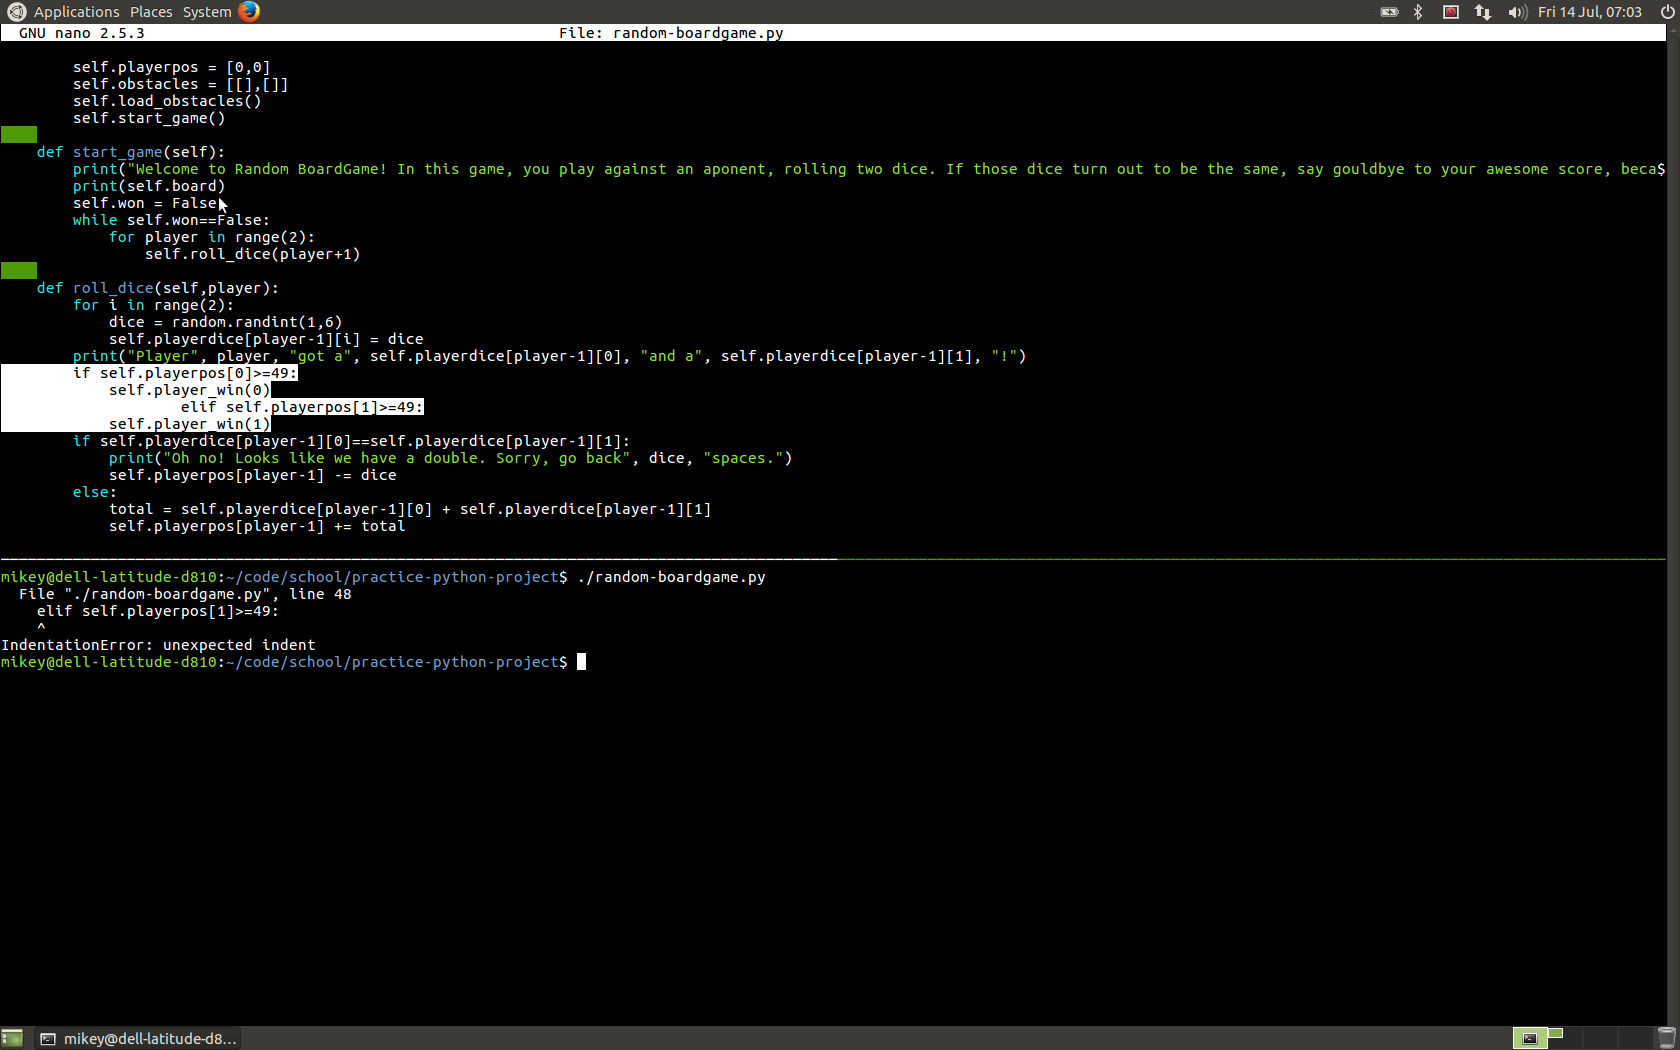 Applications Places System Fri 14 Jul, 07:03
GNU nano 2.5.3 File: random-boardgame.py
self.playerpos = [0,0]
self.obstacles = [[],[]]
self.load_obstacles()
self.start_game()
def start_game(self):
print("Welcome to Random BoardGame! In this game, you play against an aponent, rolling two dice. If those dice turn out to be the same, say gouldbye to your awesome score, beca$
print(self.board)
self.won = False
while self.won==False:
for player in range(2):
self.roll_dice(player+1)
def roll_dice(self,player):
for i in range(2):
dice = random.randint(1,6)
self.playerdice[player-1][i] = dice
print("Player", player, "got a", self.playerdice[player-1][0], "and a", self.playerdice[player-1][1], "!")
if self.playerpos[0]>=49:
self.player_win(0)
elif self.playerpos[1]>=49:
self.player_win(1)
if self.playerdice[player-1][0]==self.playerdice[player-1][1]:
print("Oh no! Looks like we have a double. Sorry, go back", dice, "spaces.")
self.playerpos[player-1] -= dice
else:
total = self.playerdice[player-1][0] + self.playerdice[player-1][1]
self.playerpos[player-1] += total
mikey@dell-latitude-d810:~/code/school/practice-python-project$ ./random-boardgame.py
File "./random-boardgame.py", line 48
elif self.playerpos[1]>=49:
^
IndentationError: unexpected indent
mikey@dell-latitude-d810:~/code/school/practice-python-project$
mikey@dell-latitude-d8...